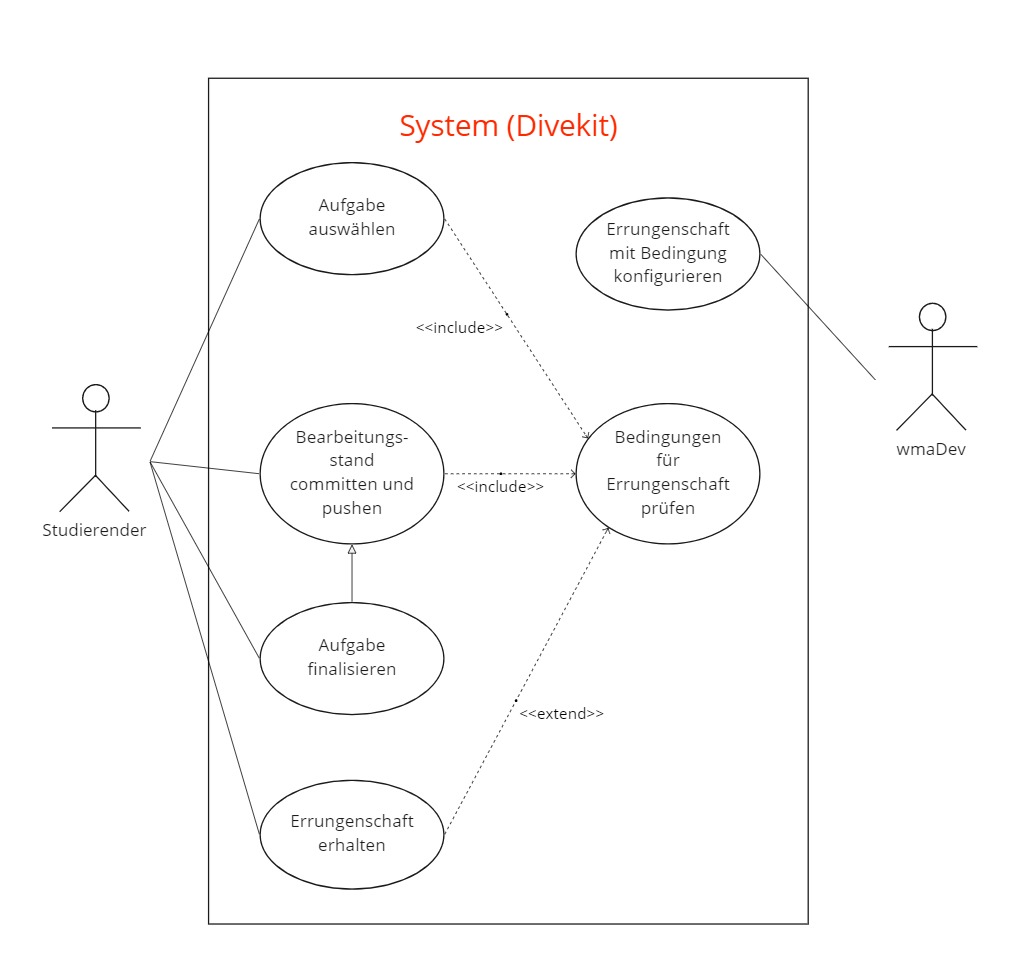 System (Divekit)
Aufgabe
auswählen
Errungenschaft
mit Bedingung
konfigurieren
<<include>>
wmaDev
Bearbeitungs-
stand
committen und
pushen
<<include>>
Bedingungen
für
Errungenschaft
prüfen
Studierender
Aufgabe
finalisieren
<<extend>>
Errungenschaft
erhalten